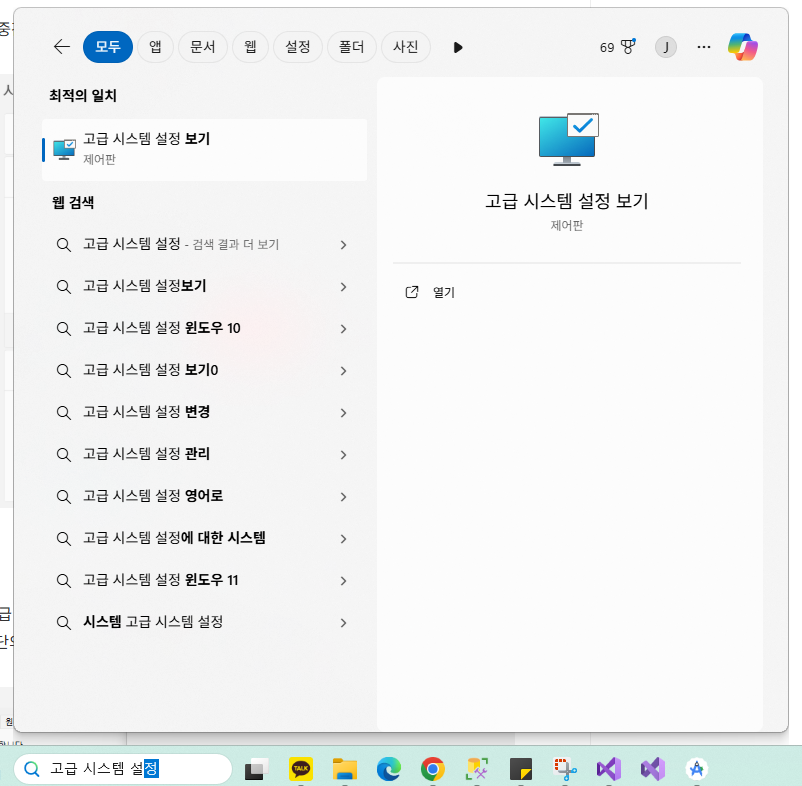 모두 앱 문서 웹 설정 폴더 사진 69 J
최적의 일치
고급 시스템 설정 보기
제어판
웹 검색
고급 시스템 설정 - 검색 결과 더 보기
고급 시스템 설정보기
고급 시스템 설정 윈도우 10
고급 시스템 설정 보기0
고급 시스템 설정 변경
고급 시스템 설정 관리
고급 시스템 설정 영어로
고급 시스템 설정에 대한 시스템
고급 시스템 설정 윈도우 11
시스템 고급 시스템 설정
고급 시스템 설정 보기
제어판
열기
고급 시스템 설정
TALK